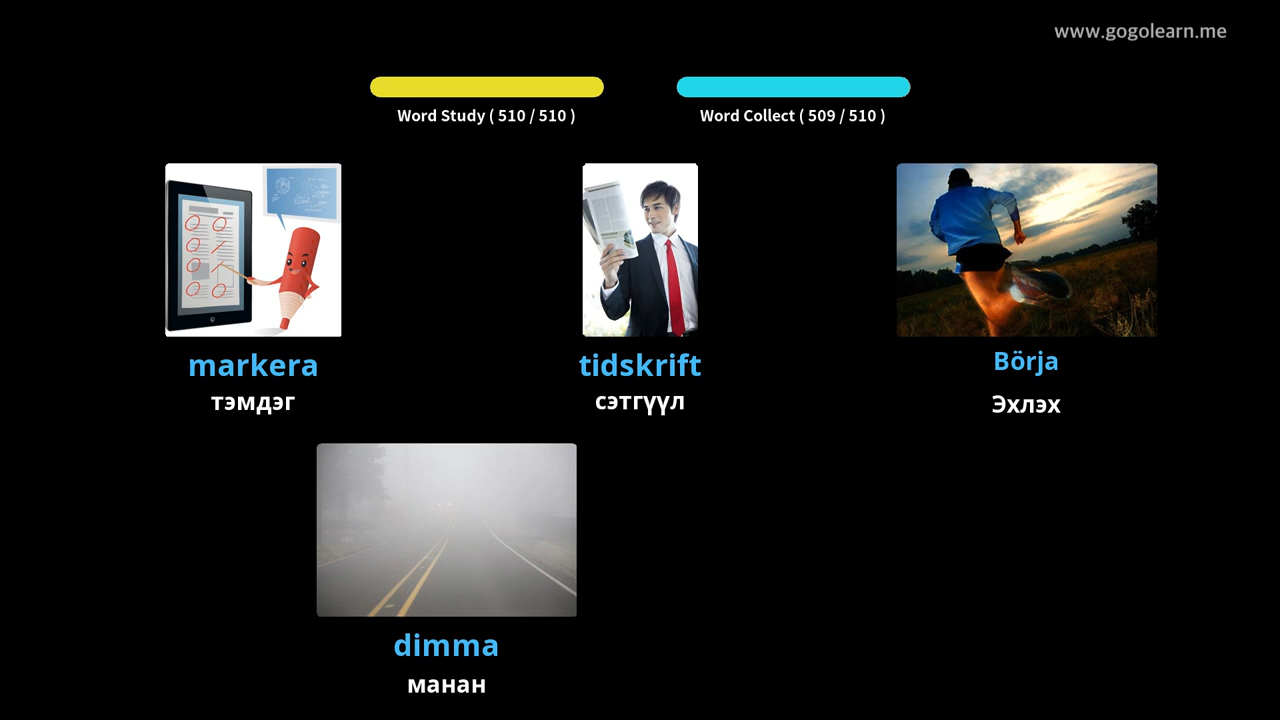 www.gogolearn.me
Word Study ( 510 / 510 )
Word Collect ( 509 / 510 )
markera
тэмдэг
tidskrift
сэтгүүл
Börja
Эхлэх
dimma
манан